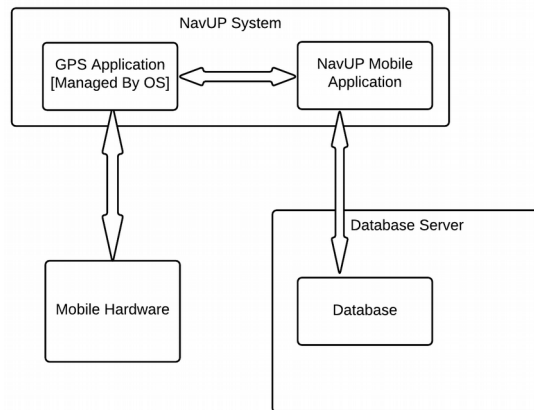 NavUP System
GPS Application
[Managed By OS]
NavUP Mobile
Application
Database Server
Mobile Hardware
Database